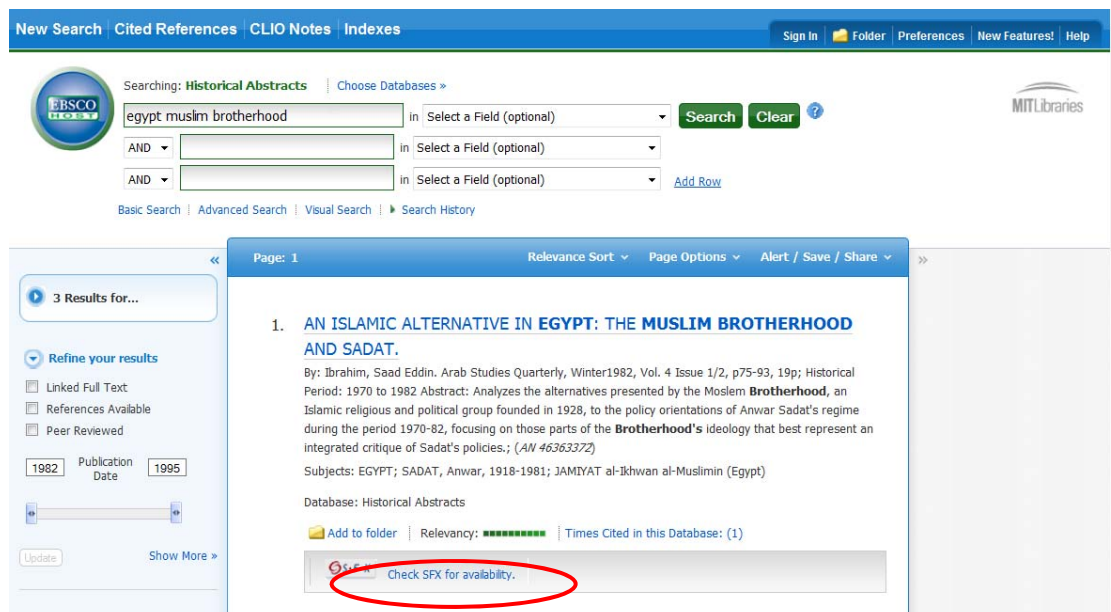 New Search Cited References CLIO Notes Indexes
Sign In Folder Preferences New Features! Help
Searching: Historical Abstracts Choose Databases »
EBSCO
HOST
MITLibraries
egypt muslim brotherhood in Select a Field (optional) Search Clear ?
AND in Select a Field (optional)
AND in Select a Field (optional) Add Row
Basic Search Advanced Search Visual Search Search History
« Page: 1 Relevance Sort Page Options Alert / Save / Share »
3 Results for...
Refine your results
Linked Full Text
References Available
Peer Reviewed
1982 Publication Date 1995
Update Show More »
1. AN ISLAMIC ALTERNATIVE IN EGYPT: THE MUSLIM BROTHERHOOD
AND SADAT.
By: Ibrahim, Saad Eddin. Arab Studies Quarterly, Winter1982, Vol. 4 Issue 1/2, p75-93, 19p; Historical
Period: 1970 to 1982 Abstract: Analyzes the alternatives presented by the Moslem Brotherhood, an
Islamic religious and political group founded in 1928, to the policy orientations of Anwar Sadat's regime
during the period 1970-82, focusing on those parts of the Brotherhood's ideology that best represent an
integrated critique of Sadat's policies.; (AN 46363372)
Subjects: EGYPT; SADAT, Anwar, 1918-1981; JAMIYAT al-Ikhwan al-Muslimin (Egypt)
Database: Historical Abstracts
Add to folder Relevancy: Times Cited in this Database: (1)
S·F·X Check SFX for availability.